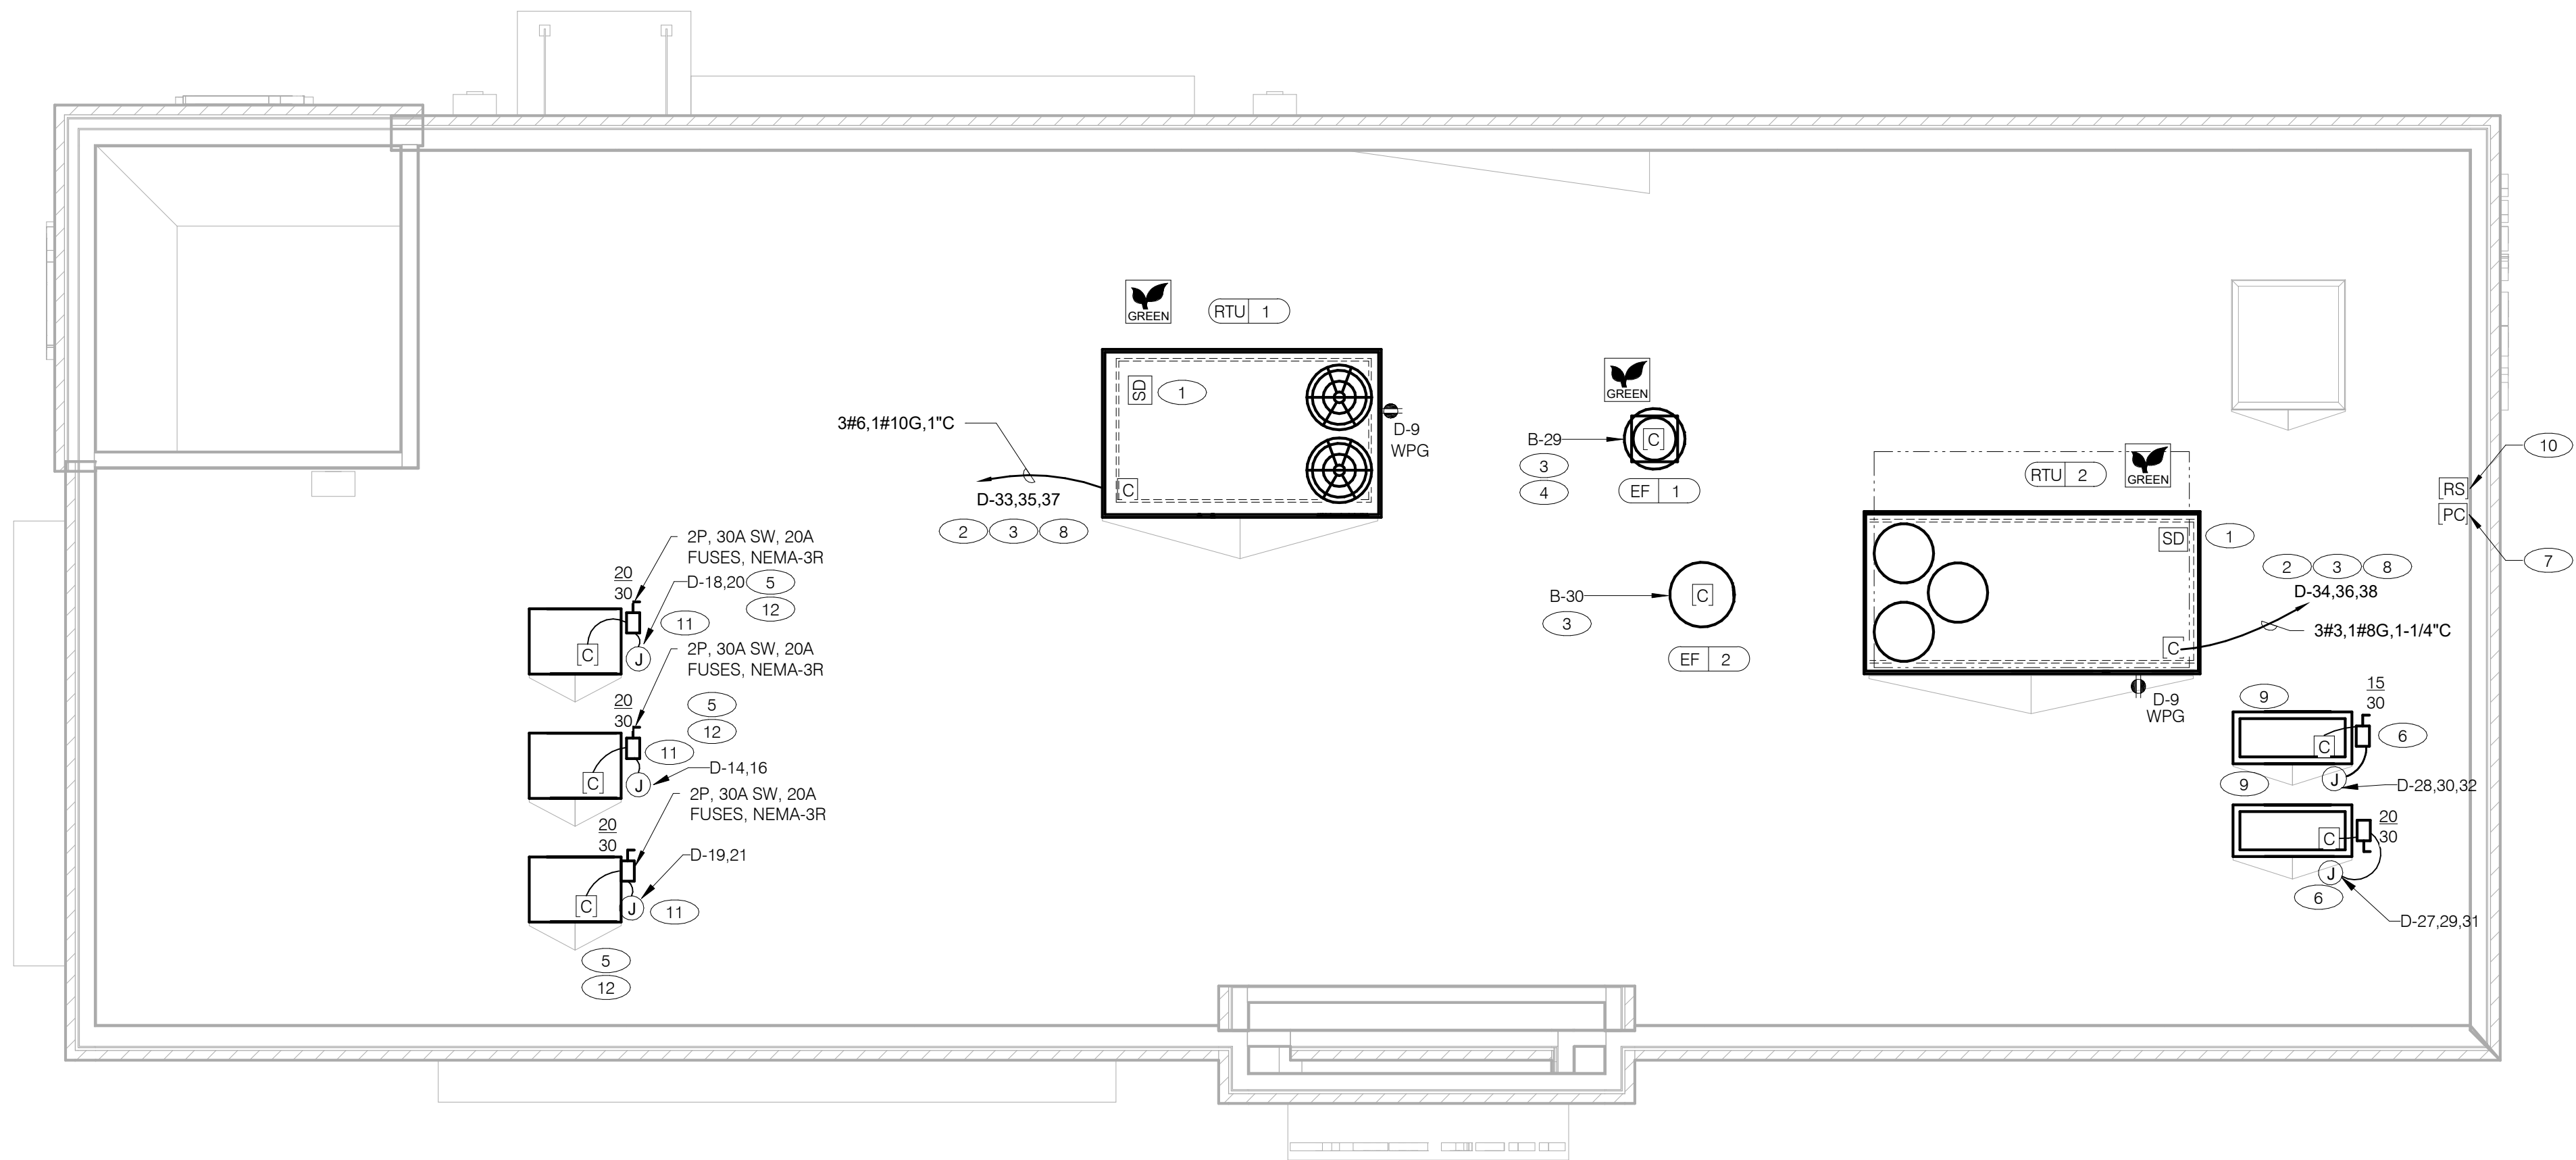 GREEN
RTU 1
SD
1
3#6,1#10G,1"C
D-33,35,37
2 3 8
C
D-9
WPG
GREEN
B-29
3
4
C
EF 1
B-30
3
C
EF 2
RTU 2
GREEN
SD
1
2 3 8
D-34,36,38
3#3,1#8G,1-1/4"C
C
D-9
WPG
10
RS
PC
7
2P, 30A SW, 20A
FUSES, NEMA-3R
20
30
D-18,20
5
12
11
C
J
2P, 30A SW, 20A
FUSES, NEMA-3R
20
30
5
12
11
C
J
D-14,16
2P, 30A SW, 20A
FUSES, NEMA-3R
20
30
D-19,21
C
J
11
5
12
9
15
30
C
6
9
J
D-28,30,32
20
30
C
J
6
D-27,29,31